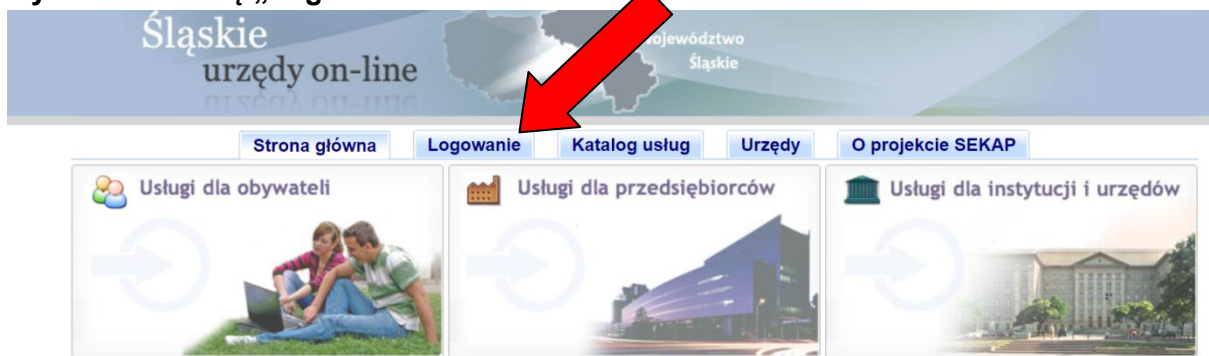 Śląskie
urzędy on-line
województwo
Śląskie
Strona główna Logowanie Katalog usług Urzędy O projekcie SEKAP
Usługi dla obywateli Usługi dla przedsiębiorców Usługi dla instytucji i urzędów